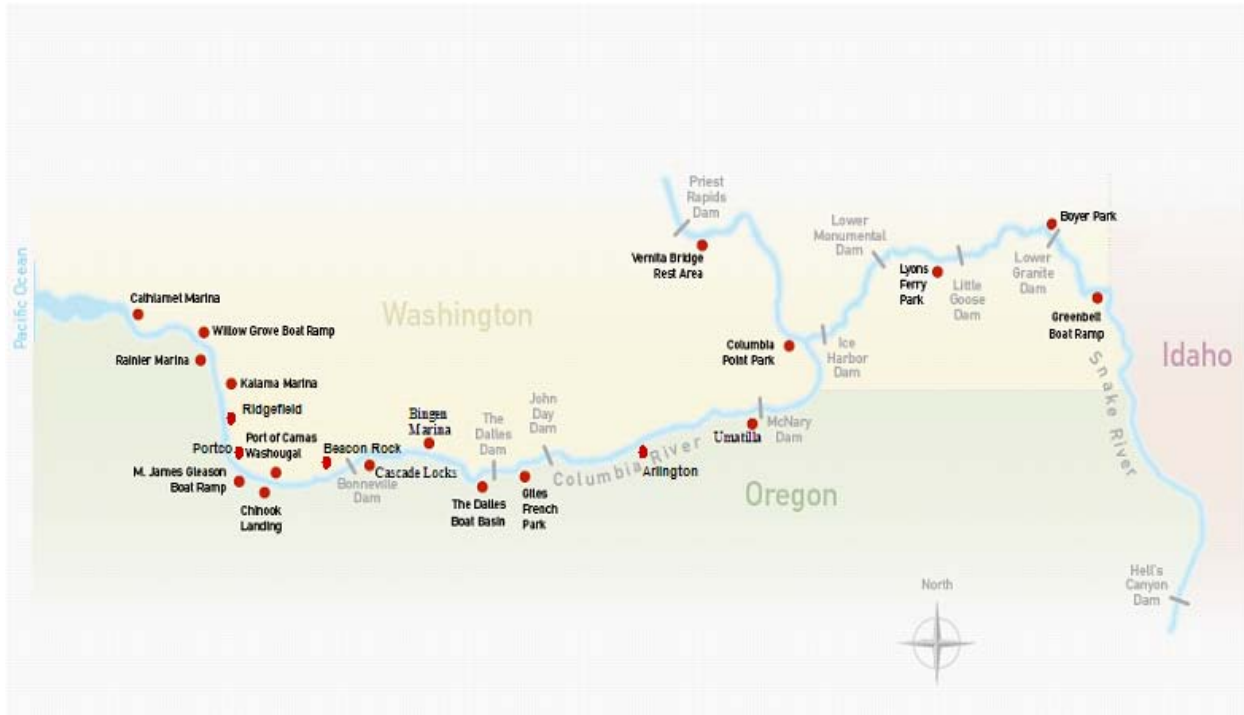 Priest
Rapids
Dam
Boyer Park
Lower
Monumental
Dam
Vernita Bridge
Rest Area
Lyons
Ferry
Park
Little
Goose
Dam
Lower
Granite
Dam
Pacific Ocean
Cathlamet Marina
Washington
Willow Grove Boat Ramp
Greenbelt
Boat Ramp
Rainier Marina
Columbia
Point Park
Ice
Harbor
Dam
Idaho
Kalama Marina
Snake River
Ridgefield
Bingen
Marina
The
Dalles
Dam
John
Day
Dam
Umatilla
McNary
Dam
Portco
Port of Camas
Washougal
Beacon Rock
Columbia River
M. James Gleason
Boat Ramp
Cascade Locks
Bonneville
Dam
Arlington
Chinook
Landing
The Dalles
Boat Basin
Giles
French
Park
Oregon
Hell's
Canyon
Dam
North